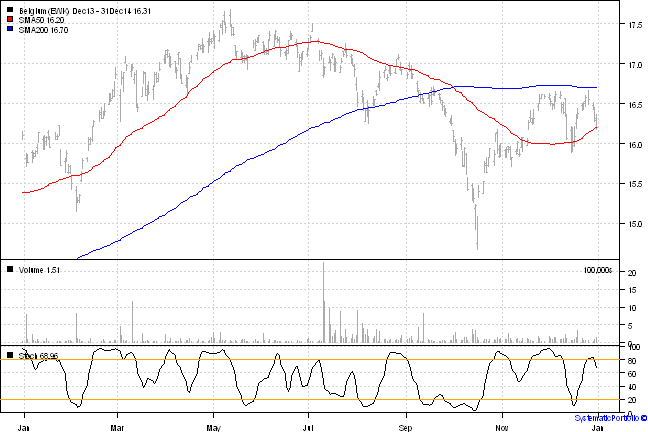 Belgium (EWK) Dec13 - 31Dec14 16.31
SMA50 16.20
SMA200 16.70
17.5
17.0
16.5
16.0
15.5
15.0
Volume 1.51
100,000s
20
15
10
5
0
Stoch 68.96
100
80
60
40
20
0
Jan
Mar
May
Jul
Sep
Nov
Jan
SystematicPortfolio ©